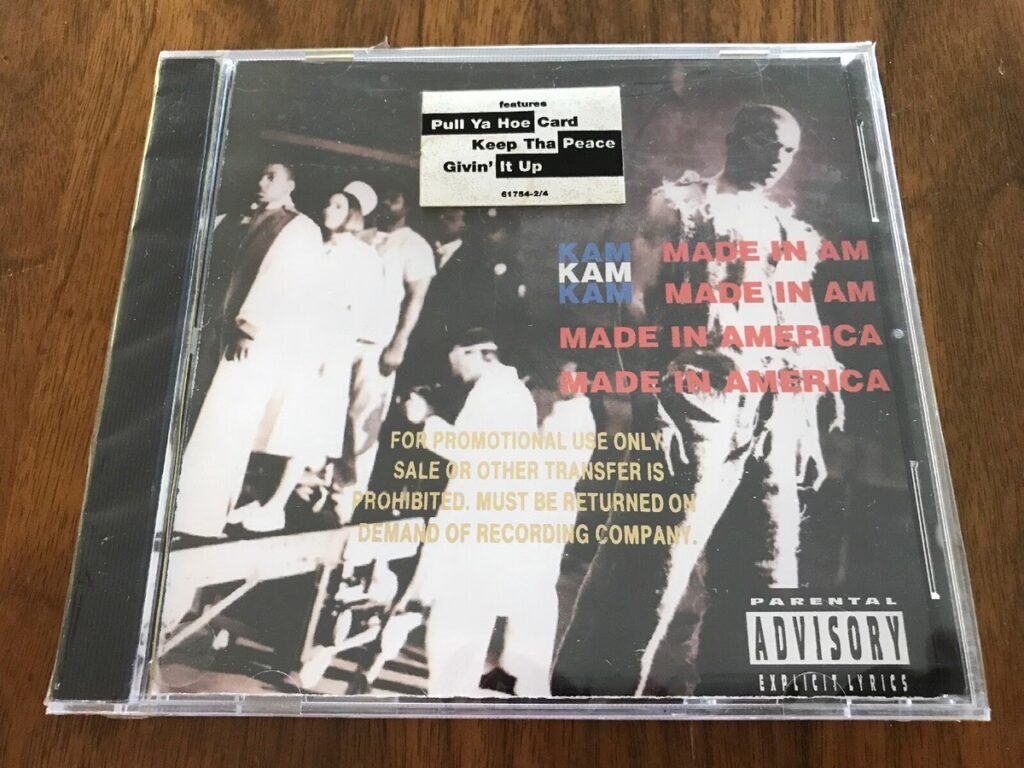 features
Pull Ya Hoe Card
Keep Tha Peace
Givin' It Up
61754-2/4
KAM MADE IN AM
KAM
KAM MADE IN AM
MADE IN AMERICA
MADE IN AMERICA
FOR PROMOTIONAL USE ONLY
SALE OR OTHER TRANSFER IS
PROHIBITED. MUST BE RETURNED ON
DEMAND OF RECORDING COMPANY.
PARENTAL
ADVISORY
EXPLICIT LYRICS